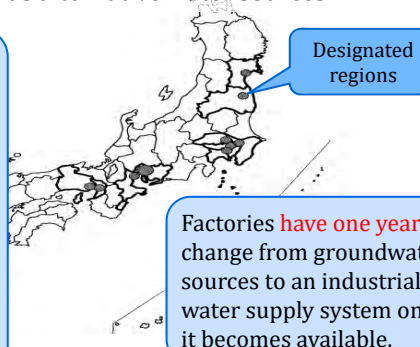 Designated
regions
Factories have one year
change from groundwat
sources to an industrial
water supply system on
it becomes available.